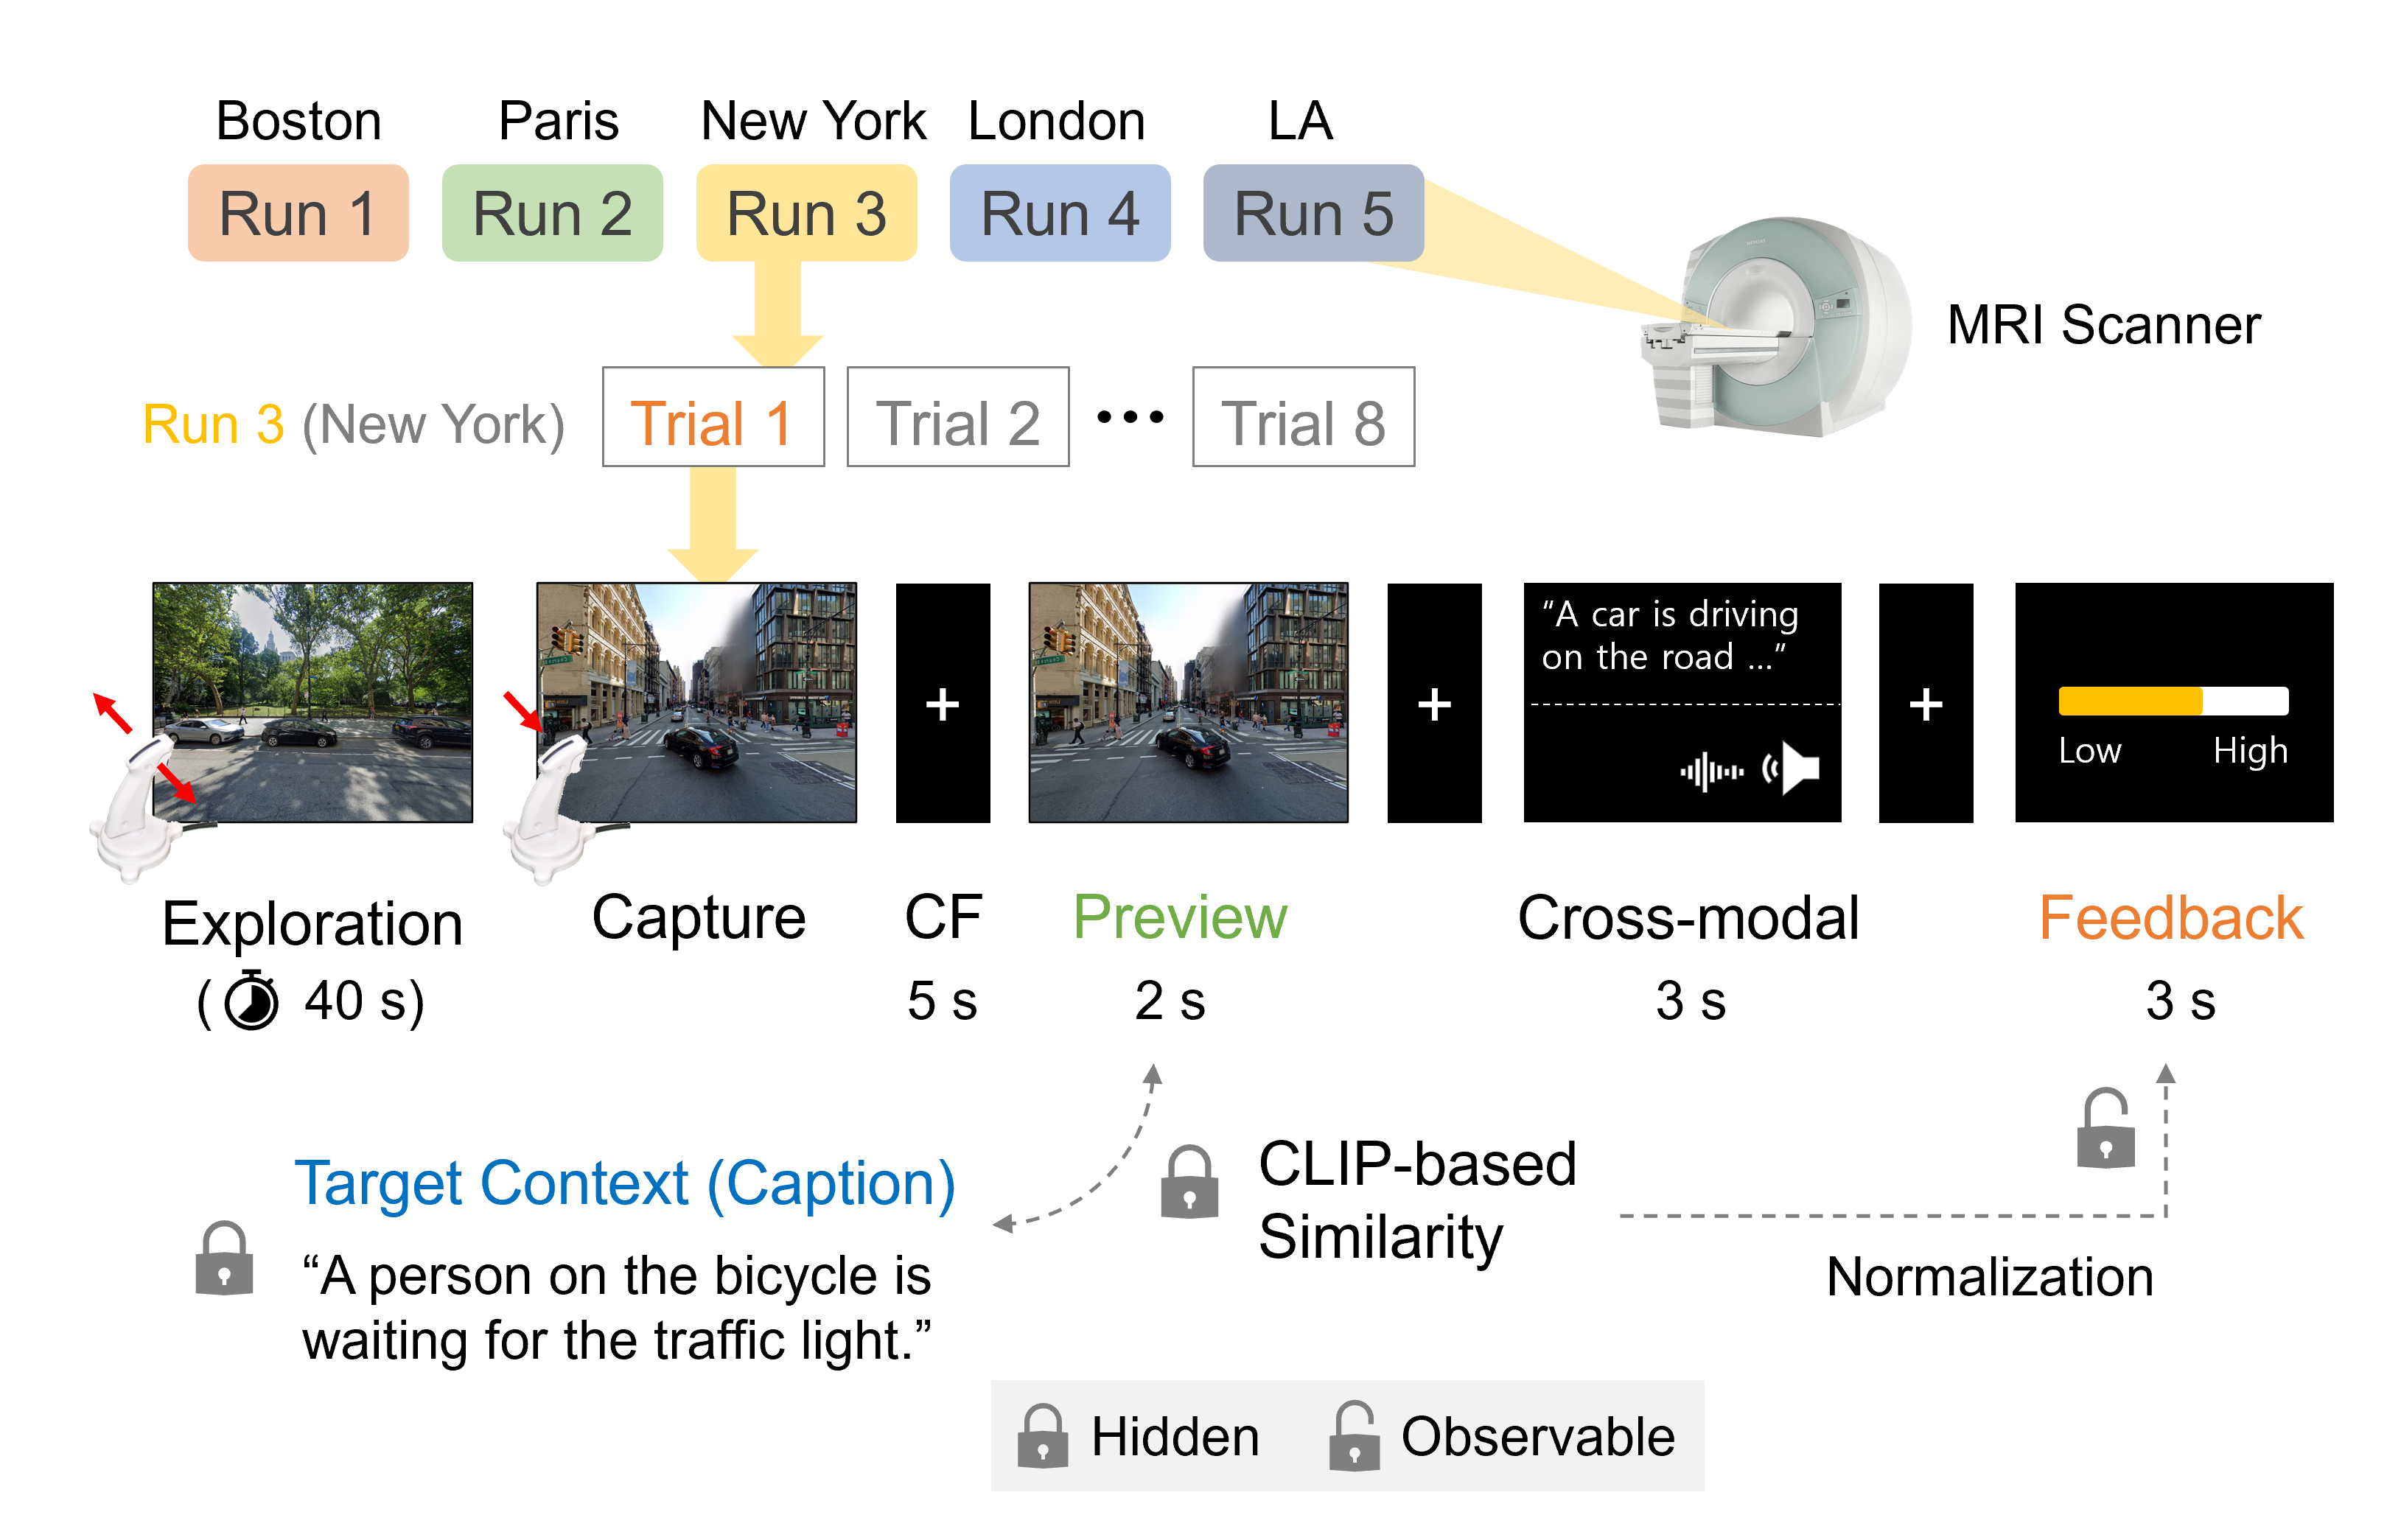 Boston
Paris
New York
London
LA
Run 1
Run 2
Run 3
Run 4
Run 5
MRI Scanner
Run 3 (New York)
Trial 1
Trial 2
•••
Trial 8
+
+
“A car is driving
on the road ...”
+
Low
High
Exploration
( 40 s)
Capture
CF
5 s
Preview
2 s
Cross-modal
3 s
Feedback
3 s
Target Context (Caption)
“A person on the bicycle is
waiting for the traffic light.”
CLIP-based
Similarity
Normalization
Hidden
Observable